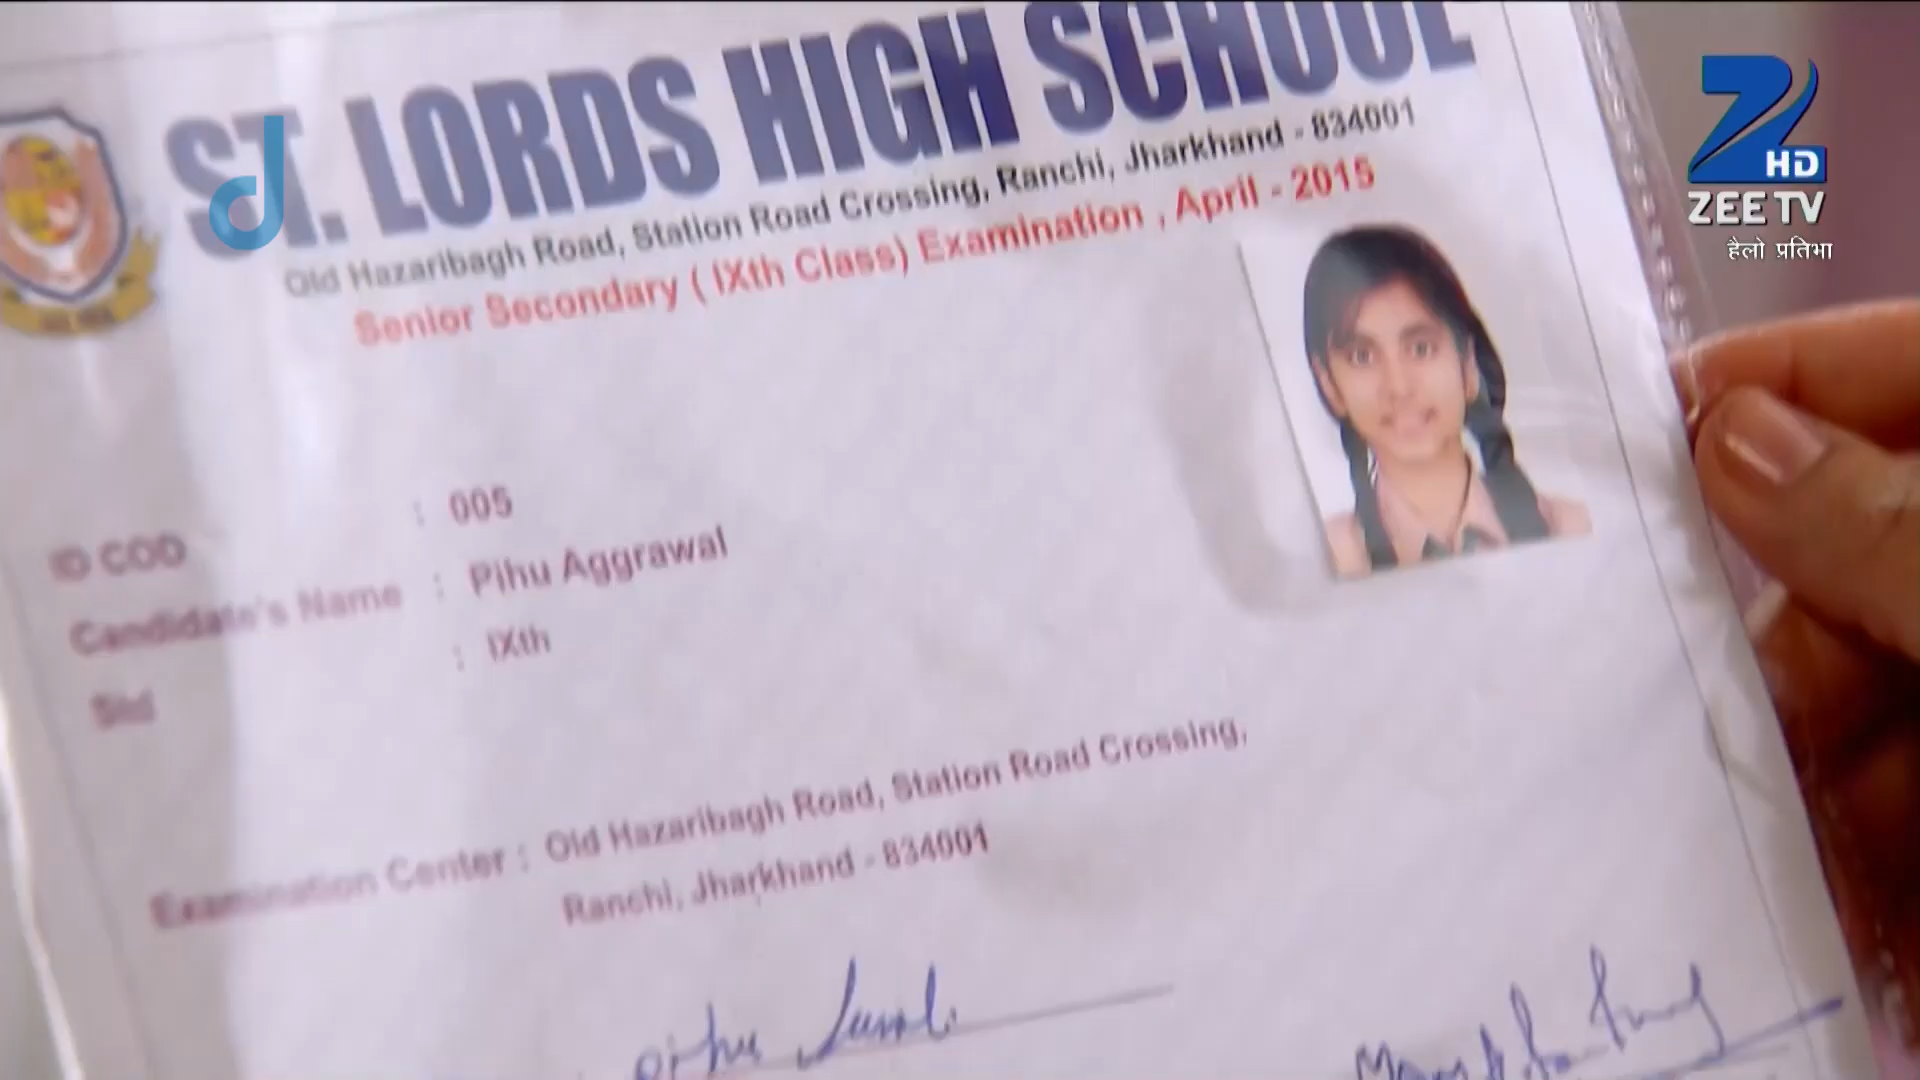 ST. LORDS HIGH SCHOOL
Old Hazaribagh Road, Station Road Crossing, Ranchi, Jharkhand - 834001
Senior Secondary ( IXth Class) Examination , April - 2015
HD
ZEE TV
हैलो प्रतिभा
ID COD : 005
Candidate's Name : Pihu Aggrawal
Std : IXth
Examination Center : Old Hazaribagh Road, Station Road Crossing,
Ranchi, Jharkhand - 834001